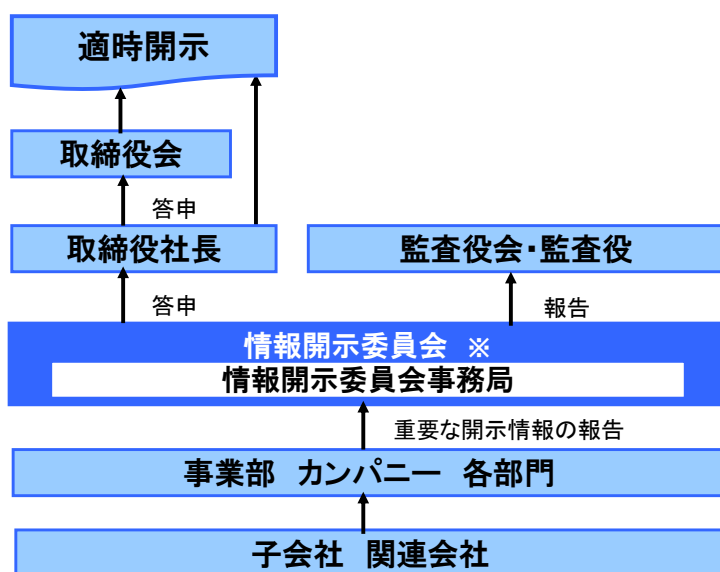 適時開示
取締役会
答申
取締役社長
監査役会・監査役
答申
報告
情報開示委員会 ※
情報開示委員会事務局
重要な開示情報の報告
事業部 カンパニー 各部門
子会社 関連会社